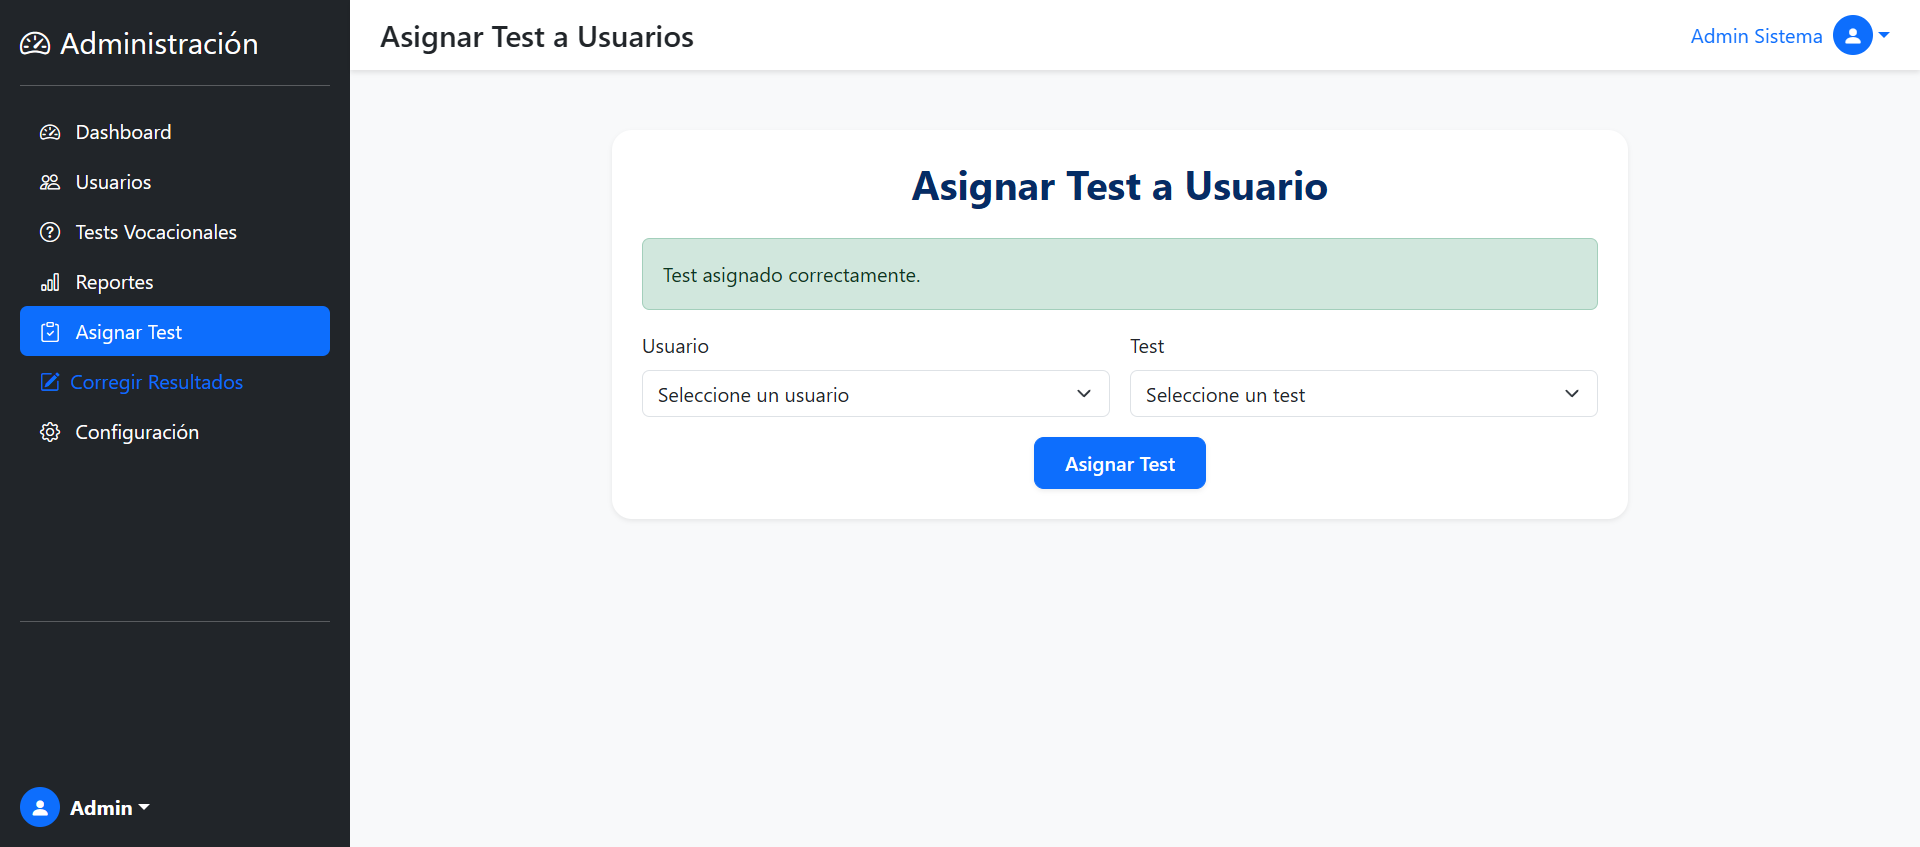 Administración
Dashboard
Usuarios
Tests Vocacionales
Reportes
Asignar Test
Corregir Resultados
Configuración
Admin
Asignar Test a Usuarios
Admin Sistema
Asignar Test a Usuario
Test asignado correctamente.
Usuario
Test
Seleccione un usuario
Seleccione un test
Asignar Test